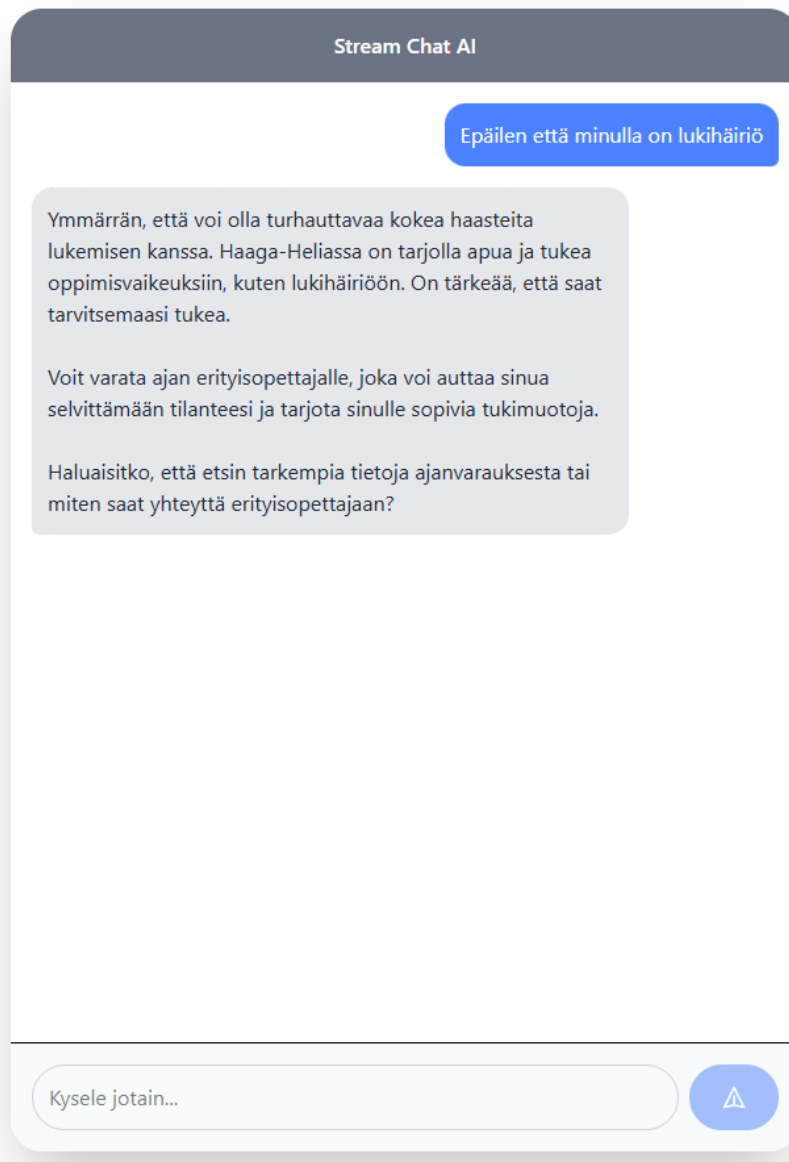 Stream Chat AI
Epäilen että minulla on lukihäiriö
Ymmärrän, että voi olla turhauttavaa kokea haasteita
lukemisen kanssa. Haaga-Heliassa on tarjolla apua ja tukea
oppimisvaikeuksiin, kuten lukihäiriöön. On tärkeää, että saat
tarvitsemaasi tukea.
Voit varata ajan erityisopettajalle, joka voi auttaa sinua
selvittämään tilanteesi ja tarjota sinulle sopivia tukimuotoja.
Haluaisitko, että etsin tarkempia tietoja ajanvarauksesta tai
miten saat yhteyttä erityisopettajaan?
Kysele jotain...